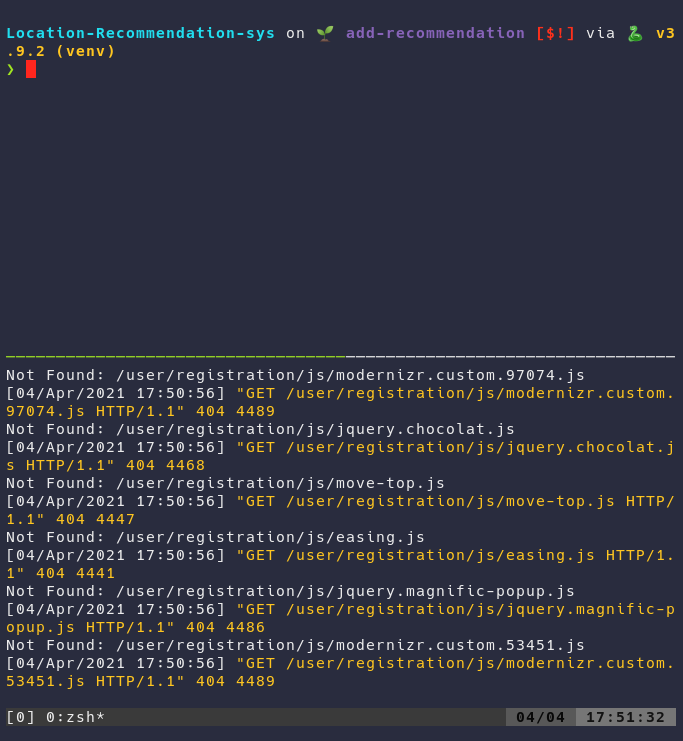 Location-Recommendation-sys on 🌱 add-recommendation [$!] via 🐍 v3
.9.2 (venv)
❯
Not Found: /user/registration/js/modernizr.custom.97074.js
[04/Apr/2021 17:50:56] "GET /user/registration/js/modernizr.custom.
97074.js HTTP/1.1" 404 4489
Not Found: /user/registration/js/jquery.chocolat.js
[04/Apr/2021 17:50:56] "GET /user/registration/js/jquery.chocolat.j
s HTTP/1.1" 404 4468
Not Found: /user/registration/js/move-top.js
[04/Apr/2021 17:50:56] "GET /user/registration/js/move-top.js HTTP/
1.1" 404 4447
Not Found: /user/registration/js/easing.js
[04/Apr/2021 17:50:56] "GET /user/registration/js/easing.js HTTP/1.
1" 404 4441
Not Found: /user/registration/js/jquery.magnific-popup.js
[04/Apr/2021 17:50:56] "GET /user/registration/js/jquery.magnific-p
opup.js HTTP/1.1" 404 4486
Not Found: /user/registration/js/modernizr.custom.53451.js
[04/Apr/2021 17:50:56] "GET /user/registration/js/modernizr.custom.
53451.js HTTP/1.1" 404 4489
[0] 0:zsh* 04/04 17:51:32